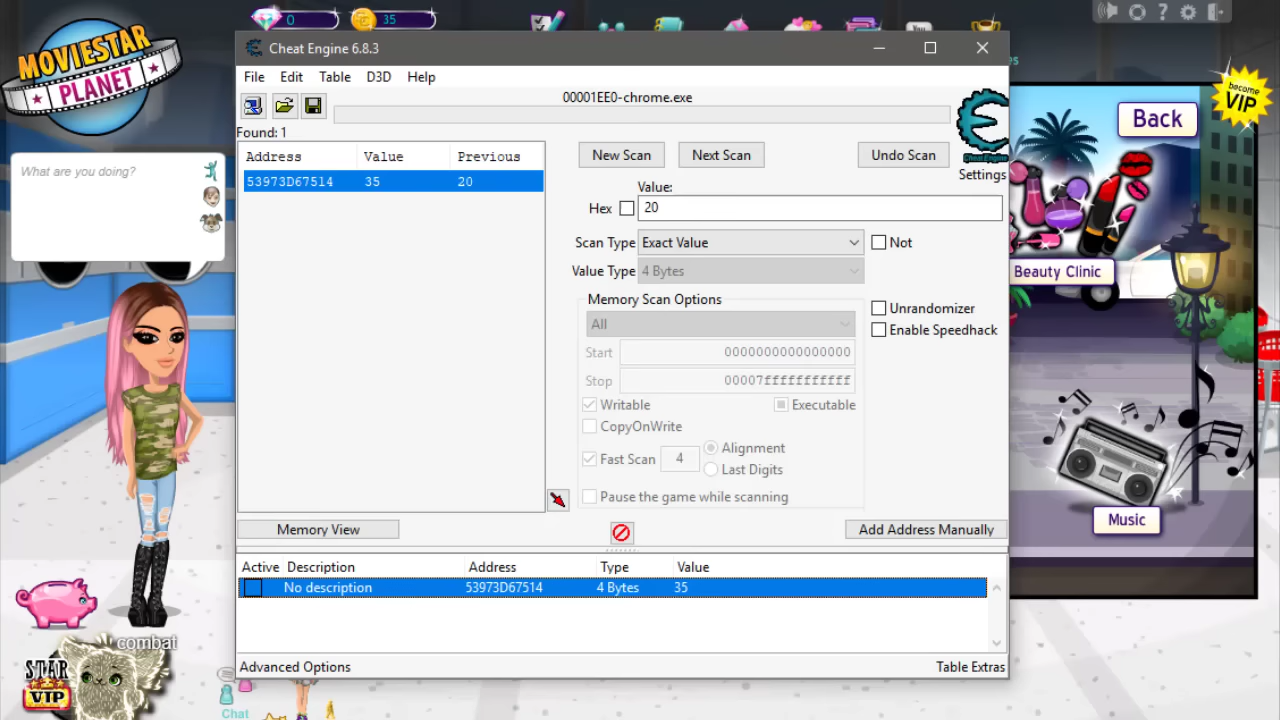 0 35
Cheat Engine 6.8.3
File Edit Table D3D Help
00001EE0-chrome.exe
Found: 1
Address Value Previous
53973D67514 35 20
New Scan Next Scan Undo Scan
Cheat Engine
Settings
Value:
Hex 20
Scan Type Exact Value Not
Value Type 4 Bytes
Memory Scan Options
All
Unrandomizer
Enable Speedhack
Start 0000000000000000
Stop 00007fffffffffff
Writable Executable
CopyOnWrite
Fast Scan 4 Alignment
Last Digits
Pause the game while scanning
Memory View Add Address Manually
Active Description Address Type Value
No description 53973D67514 4 Bytes 35
Advanced Options Table Extras
MOVIESTAR
PLANET
What are you doing?
combat
STAR
VIP
Chat
become
VIP
Back
Beauty Clinic
Music
?